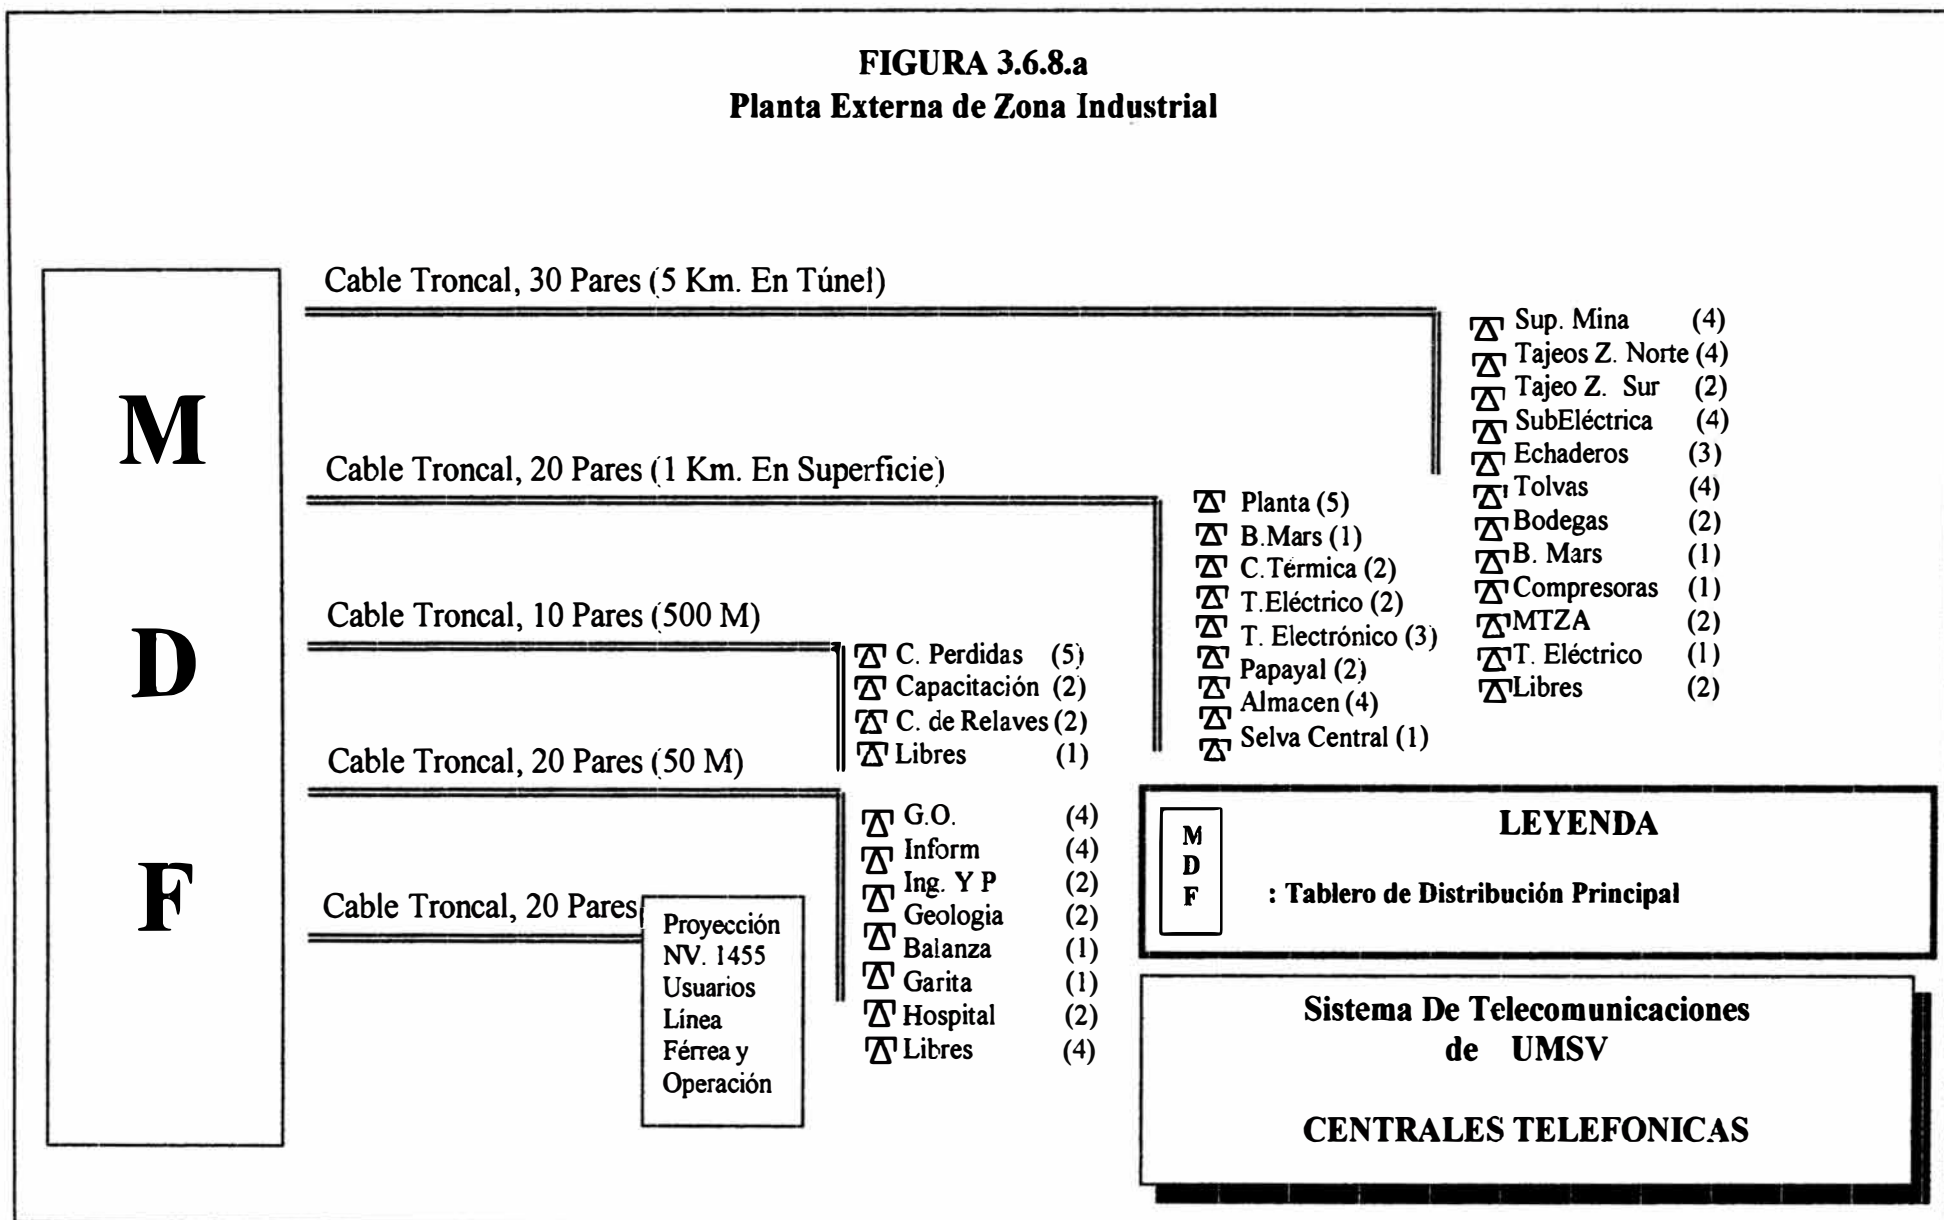 FIGURA 3.6.8.a
Planta Externa de Zona Industrial
M
D
F
Cable Troncal, 30 Pares (5 Km. En Túnel)
Sup. Mina (4)
Tajeos Z. Norte (4)
Tajeo Z. Sur (2)
SubEléctrica (4)
Echaderos (3)
Tolvas (4)
Bodegas (2)
B. Mars (1)
Compresoras (1)
MTZA (2)
T. Eléctrico (1)
Libres (2)
Cable Troncal, 20 Pares (1 Km. En Superficie)
Planta (5)
B.Mars (1)
C.Térmica (2)
T.Eléctrico (2)
T. Electrónico (3)
Papayal (2)
Almacen (4)
Selva Central (1)
Cable Troncal, 10 Pares (500 M)
C. Perdidas (5)
Capacitación (2)
C. de Relaves (2)
Libres (1)
Cable Troncal, 20 Pares (50 M)
G.O. (4)
Inform (4)
Ing. Y P (2)
Geologia (2)
Balanza (1)
Garita (1)
Hospital (2)
Libres (4)
Cable Troncal, 20 Pares
Proyección
NV. 1455
Usuarios
Línea
Férrea y
Operación
LEYENDA
M
D
F
: Tablero de Distribución Principal
Sistema De Telecomunicaciones
de UMSV
CENTRALES TELEFONICAS